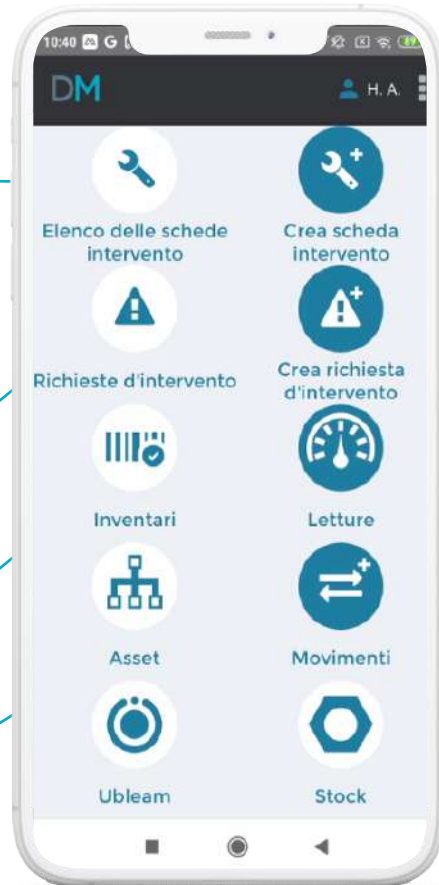 10:40
G
89
DM
H. A.
Elenco delle schede
intervento
Crea scheda
intervento
Richieste d'intervento
Crea richiesta
d'intervento
Inventari
Letture
Asset
Movimenti
Ubleam
Stock